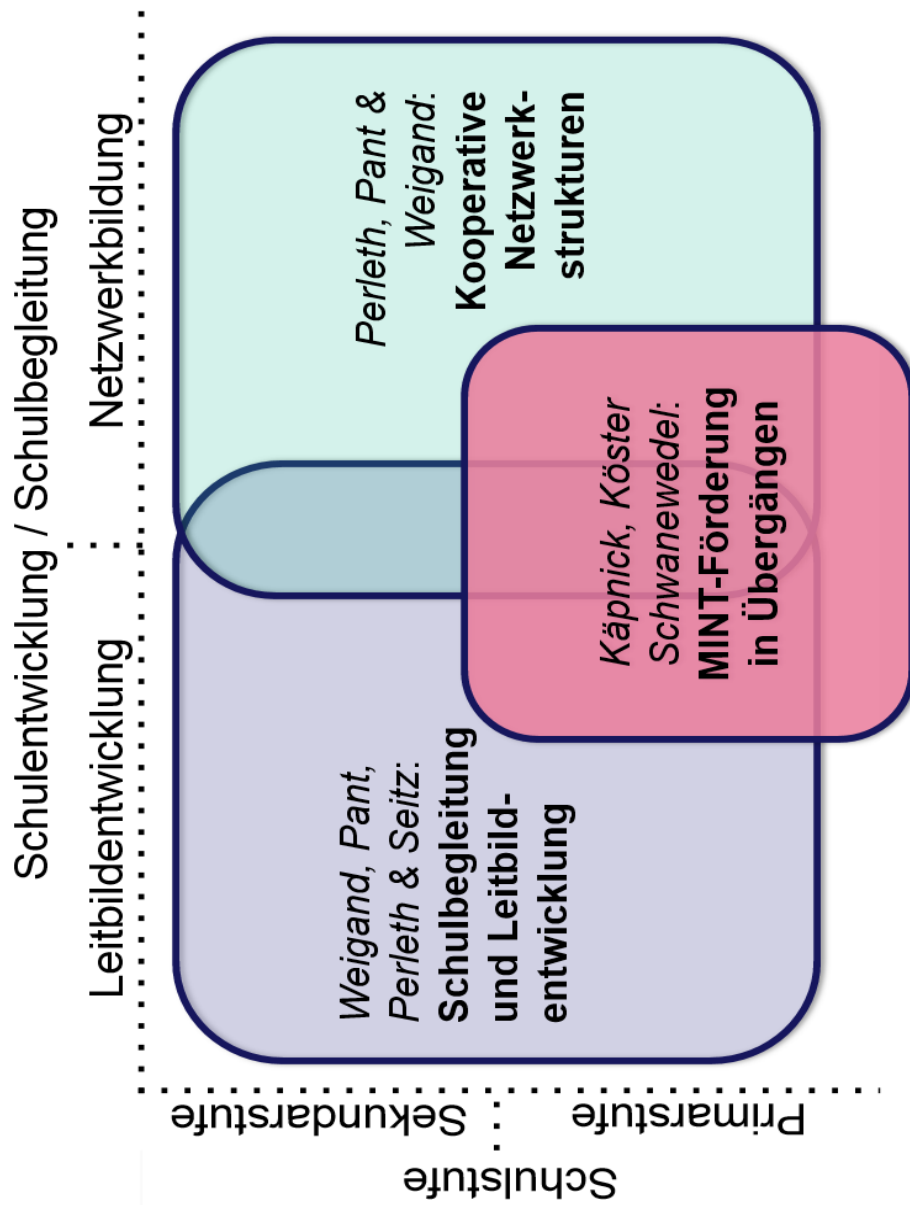 Schulentwicklung / Schulbegleitung
Leitbildentwicklung
Netzwerkbildung
Schulstufe
Sekundarstufe
Primarstufe
Weigand, Pant,
Perleth & Seitz:
Schulbegleitung
und Leitbild-
entwicklung
Perleth, Pant &
Weigand:
Kooperative
Netzwerk-
strukturen
Käpnick, Köster
Schwanewedel:
MINT-Förderung
in Übergängen